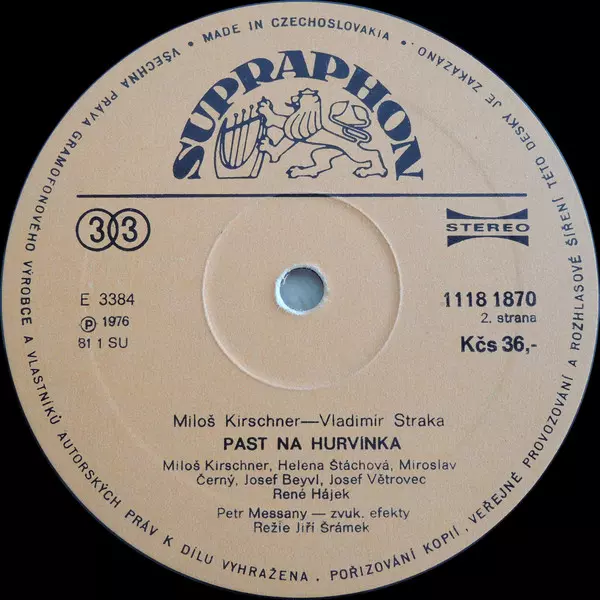 • MADE IN CZECHOSLOVAKIA •
VŠECHNA PRÁVA GRAMOFONOVÉHO VÝROBCE A VLASTNÍKŮ AUTORSKÝCH PRÁV K DÍLU VYHRAŽENA. POŘIZOVÁNÍ KOPIÍ, VEŘEJNÉ PROVOZOVÁNÍ A ROZHLASOVÉ ŠÍŘENÍ TÉTO DESKY JE ZAKÁZÁNO
SUPRAPHON
33
STEREO
E 3384
℗ 1976
81 1 SU
1118 1870
2. strana
Kčs 36,-
Miloš Kirschner—Vladimír Straka
PAST NA HURVÍNKA
Miloš Kirschner, Helena Štáchová, Miroslav
Černý, Josef Beyvl, Josef Větrovec
René Hájek
Petr Messany — zvuk. efekty
Režie Jiří Šrámek